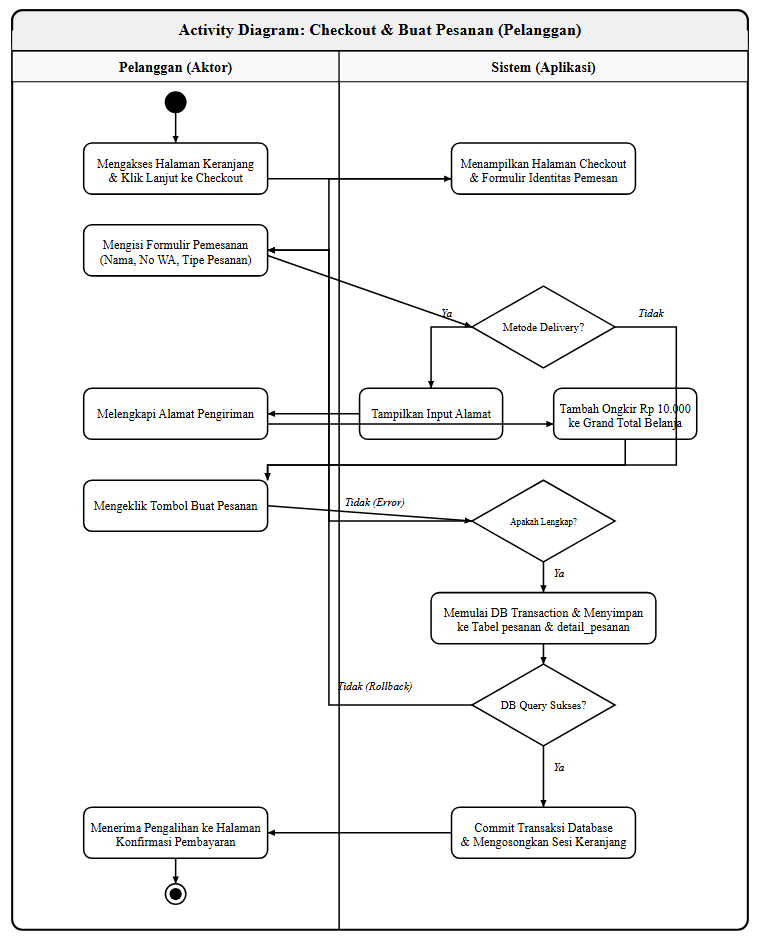 Activity Diagram: Checkout & Buat Pesanan (Pelanggan)
Pelanggan (Aktor)
Sistem (Aplikasi)
Mengakses Halaman Keranjang
& Klik Lanjut ke Checkout
Menampilkan Halaman Checkout
& Formulir Identitas Pemesan
Mengisi Formulir Pemesanan
(Nama, No WA, Tipe Pesanan)
Ya
Metode Delivery?
Tidak
Melengkapi Alamat Pengiriman
Tampilkan Input Alamat
Tambah Ongkir Rp 10.000
ke Grand Total Belanja
Mengeklik Tombol Buat Pesanan
Tidak (Error)
Apakah Lengkap?
Ya
Memulai DB Transaction & Menyimpan
ke Tabel pesanan & detail_pesanan
Tidak (Rollback)
DB Query Sukses?
Ya
Menerima Pengalihan ke Halaman
Konfirmasi Pembayaran
Commit Transaksi Database
& Mengosongkan Sesi Keranjang